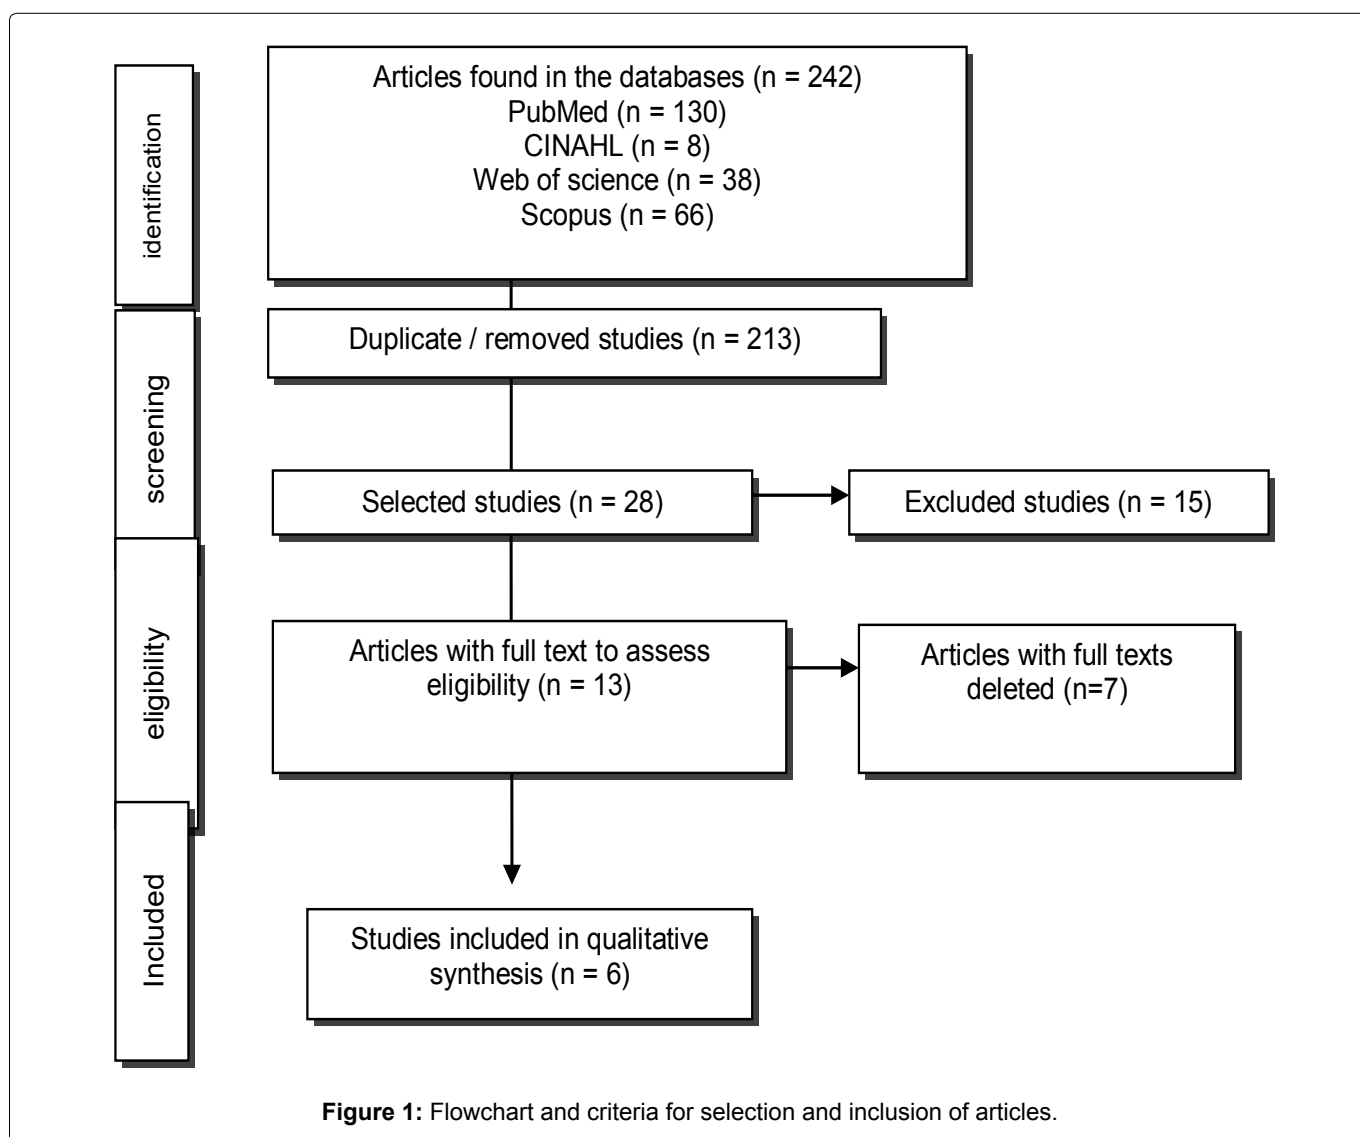 identification
Articles found in the databases (n = 242)
PubMed (n = 130)
CINAHL (n = 8)
Web of science (n = 38)
Scopus (n = 66)
screening
Duplicate / removed studies (n = 213)
Selected studies (n = 28)
Excluded studies (n = 15)
eligibility
Articles with full text to assess
eligibility (n = 13)
Articles with full texts
deleted (n=7)
Included
Studies included in qualitative
synthesis (n = 6)
Figure 1: Flowchart and criteria for selection and inclusion of articles.